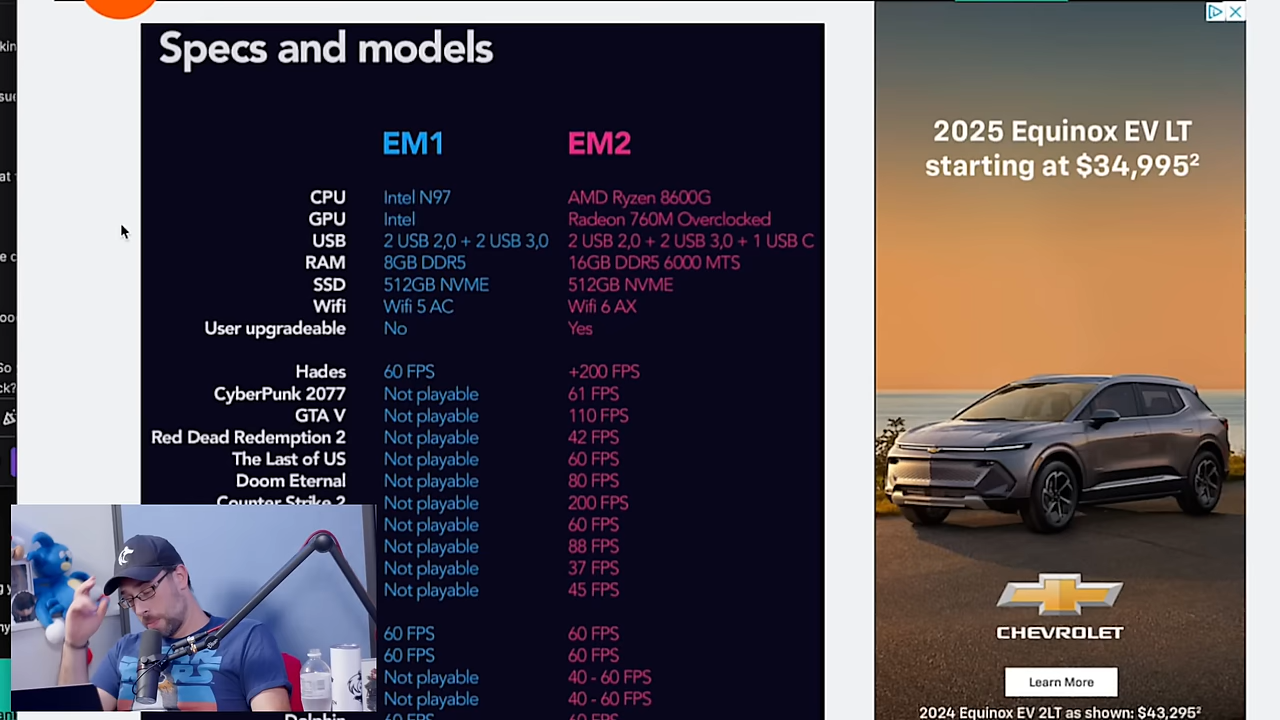 Specs and models
EM1 EM2
CPU Intel N97 AMD Ryzen 8600G
GPU Intel Radeon 760M Overclocked
USB 2 USB 2,0 + 2 USB 3,0 2 USB 2,0 + 2 USB 3,0 + 1 USB C
RAM 8GB DDR5 16GB DDR5 6000 MTS
SSD 512GB NVME 512GB NVME
Wifi Wifi 5 AC Wifi 6 AX
User upgradeable No Yes
Hades 60 FPS +200 FPS
CyberPunk 2077 Not playable 61 FPS
GTA V Not playable 110 FPS
Red Dead Redemption 2 Not playable 42 FPS
The Last of US Not playable 60 FPS
Doom Eternal Not playable 80 FPS
Counter Strike 2 Not playable 200 FPS
Not playable 60 FPS
Not playable 88 FPS
Not playable 37 FPS
Not playable 45 FPS
60 FPS 60 FPS
60 FPS 60 FPS
Not playable 40 - 60 FPS
Not playable 40 - 60 FPS
Dolphin 60 FPS 60 FPS
2025 Equinox EV LT
starting at $34,995²
CHEVROLET
Learn More
2024 Equinox EV 2LT as shown: $43,295²